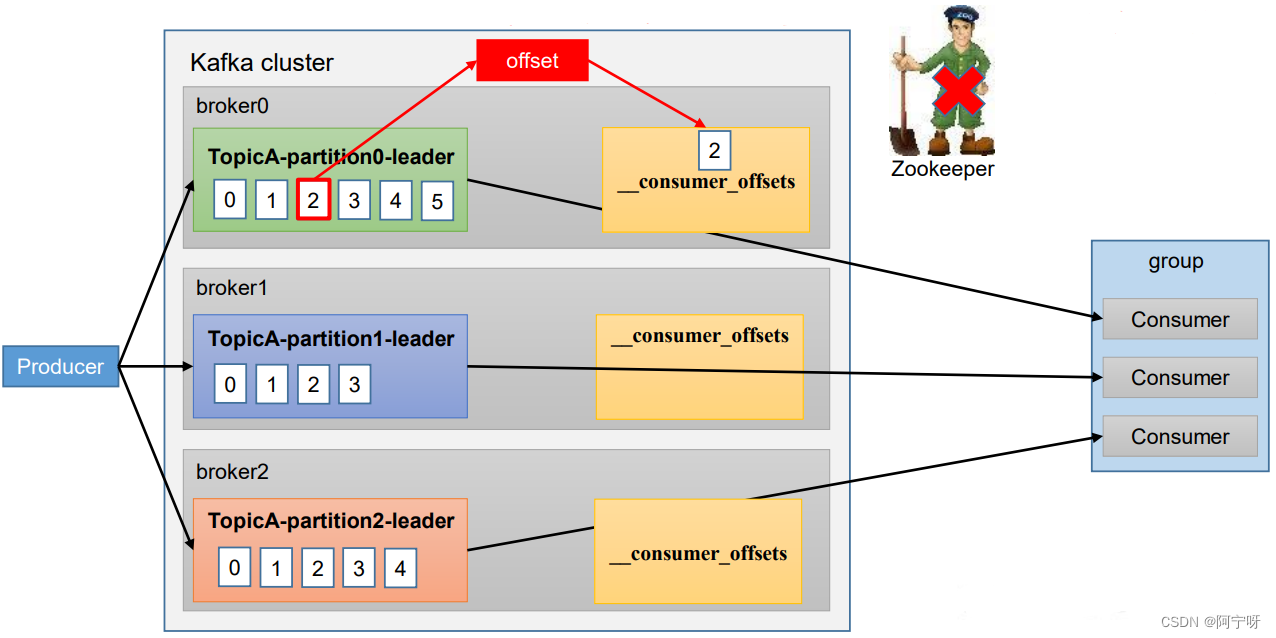 Kafka cluster
offset
ZOO
Zookeeper
broker0
TopicA-partition0-leader
0 1 2 3 4 5
2
__consumer_offsets
broker1
TopicA-partition1-leader
0 1 2 3
__consumer_offsets
broker2
TopicA-partition2-leader
0 1 2 3 4
__consumer_offsets
Producer
group
Consumer
Consumer
Consumer
CSDN @阿宁呀